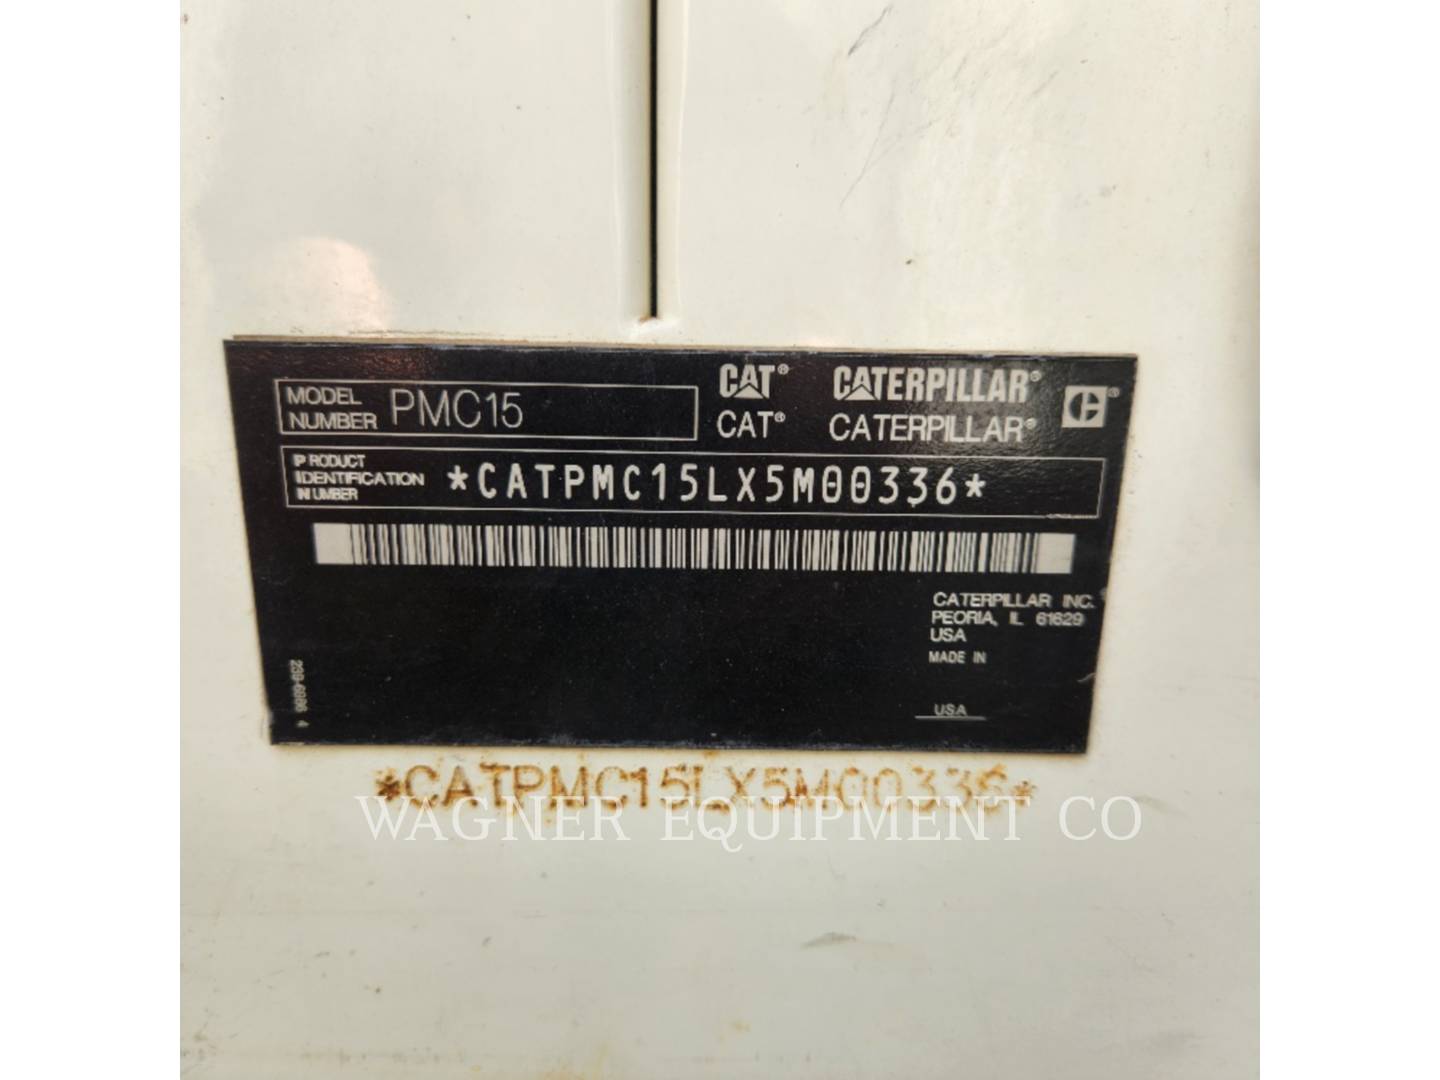 CAT® CATERPILLAR®
MODEL NUMBER PMC15
CAT® CATERPILLAR®
PRODUCT IDENTIFICATION NUMBER *CATPMC15LX5M00336*
CATERPILLAR INC.
PEORIA, IL 61629
USA
MADE IN
USA
*CATPMC15LX5M00336*
WAGNER EQUIPMENT CO